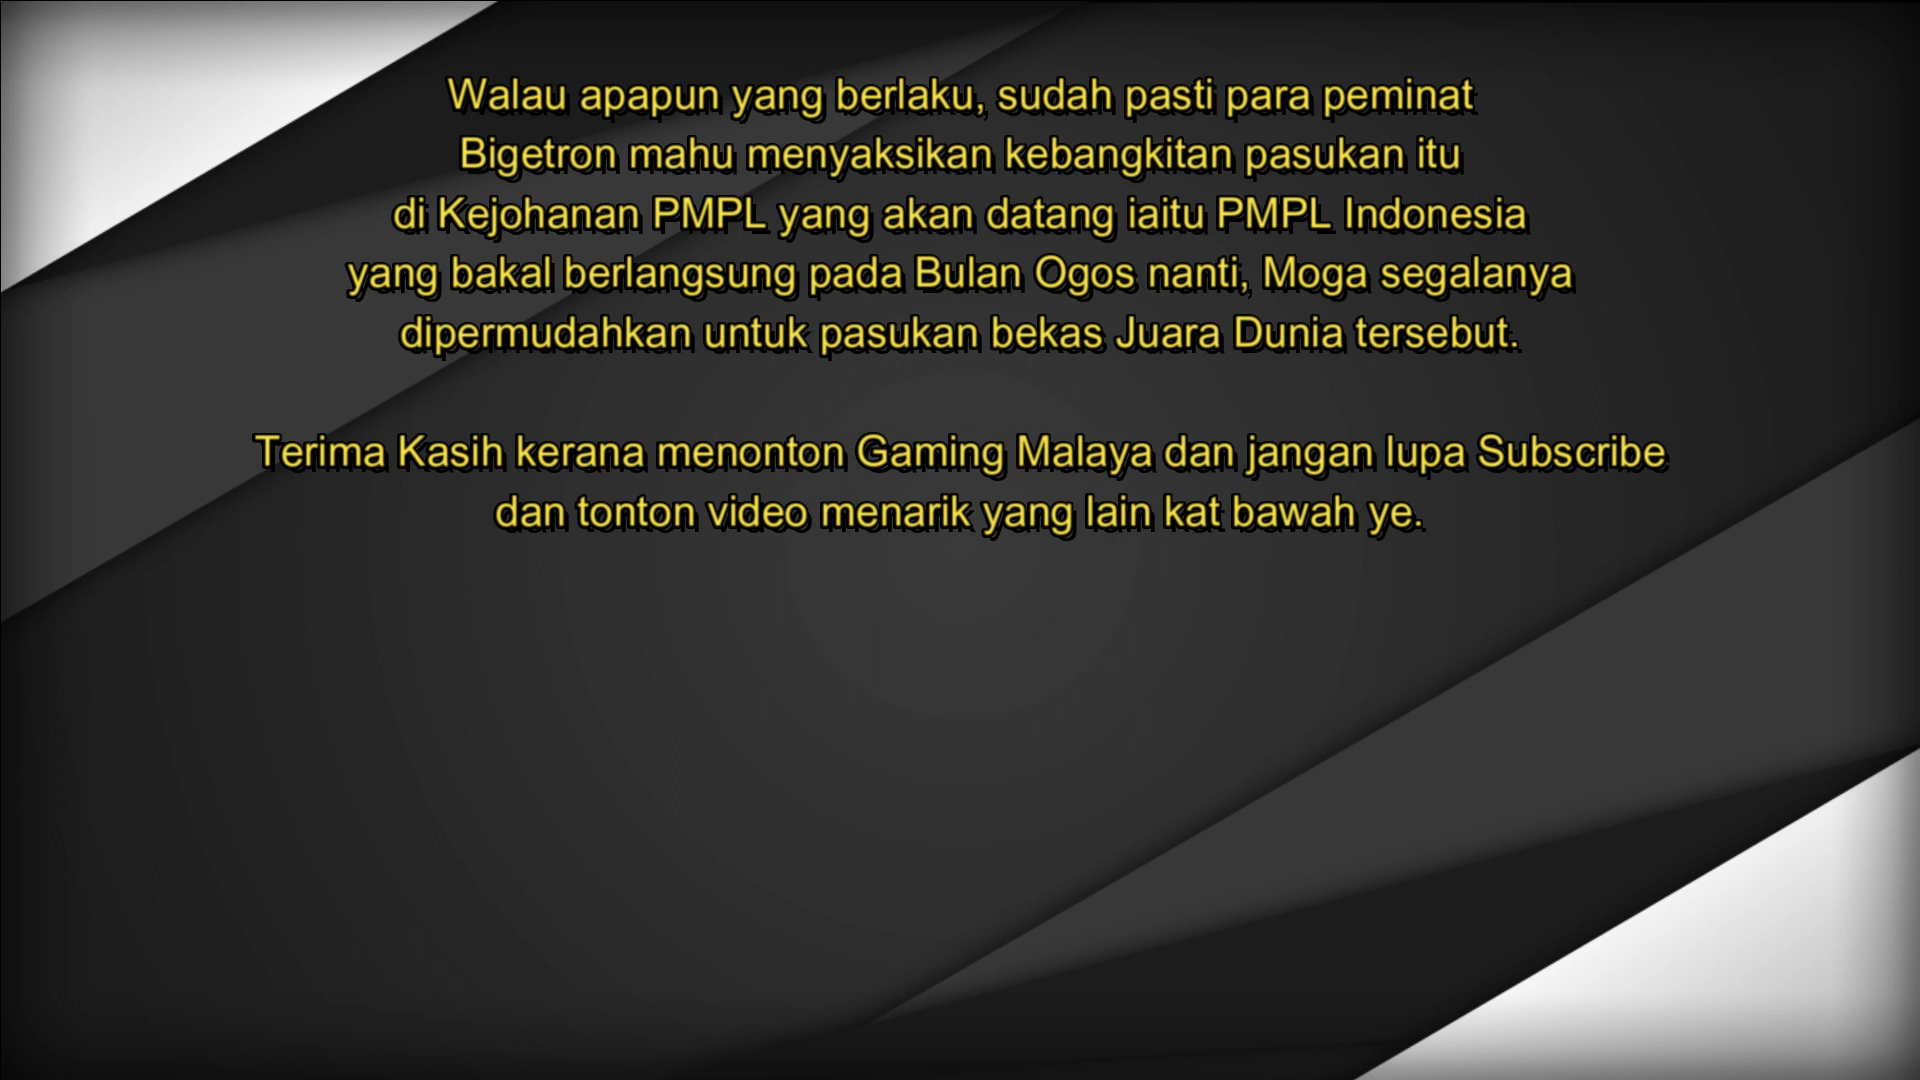 Walau apapun yang berlaku, sudah pasti para peminat
Bigetron mahu menyaksikan kebangkitan pasukan itu
di Kejohanan PMPL yang akan datang iaitu PMPL Indonesia
yang bakal berlangsung pada Bulan Ogos nanti, Moga segalanya
dipermudahkan untuk pasukan bekas Juara Dunia tersebut.
Terima Kasih kerana menonton Gaming Malaya dan jangan lupa Subscribe
dan tonton video menarik yang lain kat bawah ye.